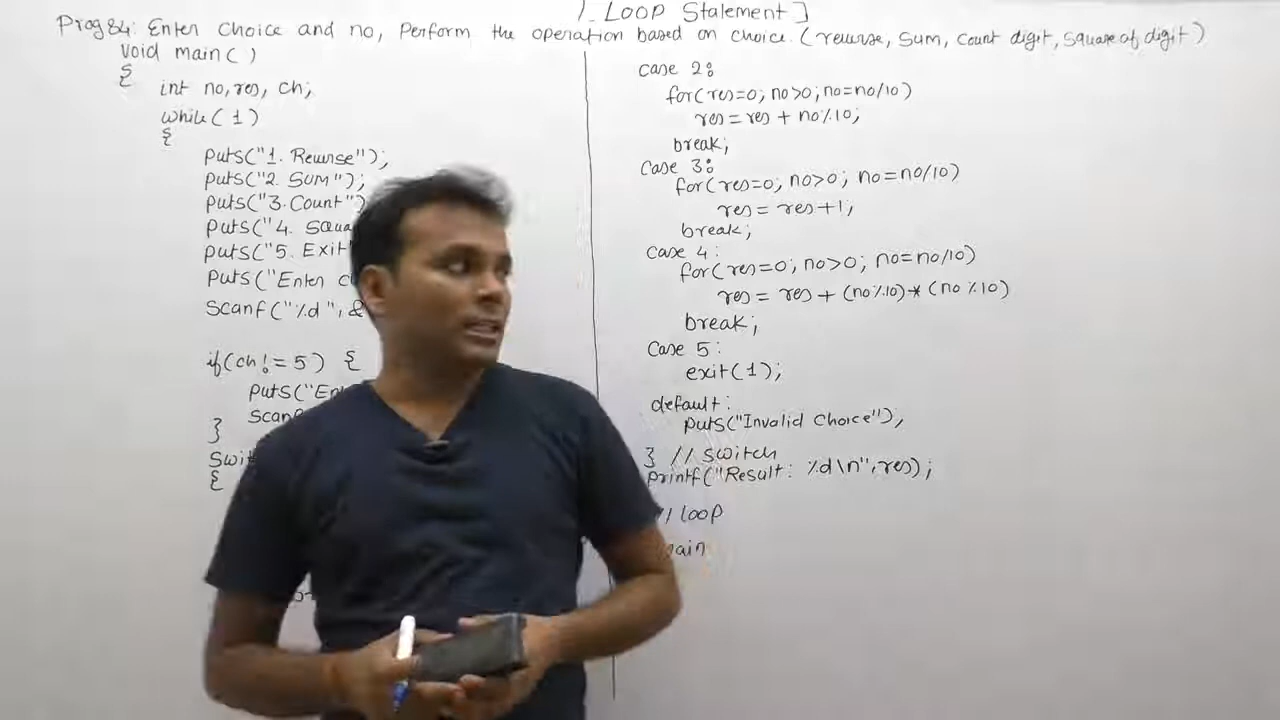 Loop Statement ]
Prog 84: Enter Choice and no, Perform the operation based on choice. (reverse, sum, count digit, square of digit)
void main()
{
int no, res, ch;
while(1)
{
puts("1. Reverse");
puts("2. SUM");
puts("3. Count")
puts("4.
puts("5. Exit"
puts("Enter
scanf("%d", &
if(ch!=5) {
puts("
}
{
case 2:
for(res=0; no>0; no=no/10)
res = res + no%10;
break;
case 3:
for(res=0; no>0; no=no/10)
res = res+1;
break;
case 4:
for(res=0; no>0; no=no/10)
res = res + (no%10)*(no%10)
break;
case 5:
exit(1);
default:
puts("Invalid Choice");
} // switch
printf("Result: %d\n", res);
// loop
main